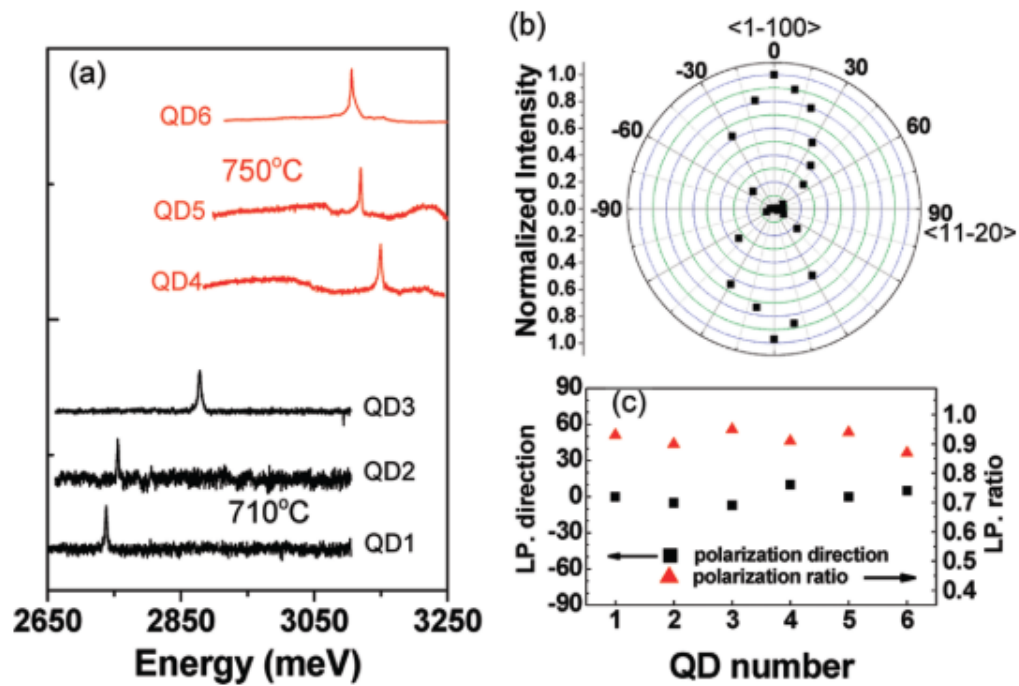 (a)
QD6
750°C
QD5
QD4
QD3
QD2
710°C
QD1
2650 2850 3050 3250
Energy (meV)
(b)
<1-100>
0
-30 30
-60 60
-90 90
<11-20>
1.0
0.8
0.6
0.4
0.2
0.0
0.2
0.4
0.6
0.8
1.0
Normalized Intensity
(c)
90
60
30
0
-30
-60
-90
LP. direction
1.0
0.9
0.8
0.7
0.6
0.5
0.4
LP. ratio
polarization direction
polarization ratio
1 2 3 4 5 6
QD number